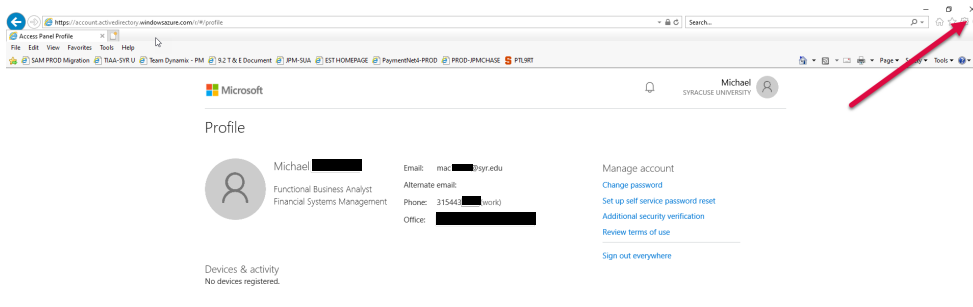 https://account.activedirectory.windowsazure.com/r/#/profile
Search...
Access Panel Profile
File Edit View Favorites Tools Help
SAM PROD Migration TIAA-SYR U Team Dynamix - PM 9.2 T & E Document JPM-SUA EST HOMEPAGE PaymentNet4-PROD PROD-JPMCHASE PTL9RT Page Tools
Microsoft
Michael
SYRACUSE UNIVERSITY
Profile
Michael
Functional Business Analyst
Financial Systems Management
Email: mac @syr.edu
Alternate email:
Phone: 315443 (work)
Office:
Manage account
Change password
Set up self service password reset
Additional security verification
Review terms of use
Sign out everywhere
Devices & activity
No devices registered.